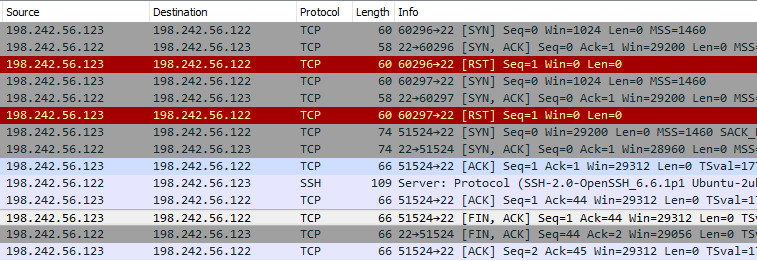 Source Destination Protocol Length Info
198.242.56.123 198.242.56.122 TCP 60 60296→22 [SYN] Seq=0 Win=1024 Len=0 MSS=1460
198.242.56.122 198.242.56.123 TCP 58 22→60296 [SYN, ACK] Seq=0 Ack=1 Win=29200 Len=0 MSS=
198.242.56.123 198.242.56.122 TCP 60 60296→22 [RST] Seq=1 Win=0 Len=0
198.242.56.123 198.242.56.122 TCP 60 60297→22 [SYN] Seq=0 Win=1024 Len=0 MSS=1460
198.242.56.122 198.242.56.123 TCP 58 22→60297 [SYN, ACK] Seq=0 Ack=1 Win=29200 Len=0 MSS=
198.242.56.123 198.242.56.122 TCP 60 60297→22 [RST] Seq=1 Win=0 Len=0
198.242.56.123 198.242.56.122 TCP 74 51524→22 [SYN] Seq=0 Win=29200 Len=0 MSS=1460 SACK_
198.242.56.122 198.242.56.123 TCP 74 22→51524 [SYN, ACK] Seq=0 Ack=1 Win=28960 Len=0 MSS=
198.242.56.123 198.242.56.122 TCP 66 51524→22 [ACK] Seq=1 Ack=1 Win=29312 Len=0 TSval=17
198.242.56.122 198.242.56.123 SSH 109 Server: Protocol (SSH-2.0-OpenSSH_6.6.1p1 Ubuntu-2u
198.242.56.123 198.242.56.122 TCP 66 51524→22 [ACK] Seq=1 Ack=44 Win=29312 Len=0 TSval=1
198.242.56.123 198.242.56.122 TCP 66 51524→22 [FIN, ACK] Seq=1 Ack=44 Win=29312 Len=0 TS
198.242.56.122 198.242.56.123 TCP 66 22→51524 [FIN, ACK] Seq=44 Ack=2 Win=29056 Len=0 TS
198.242.56.123 198.242.56.122 TCP 66 51524→22 [ACK] Seq=2 Ack=45 Win=29312 Len=0 TSval=1